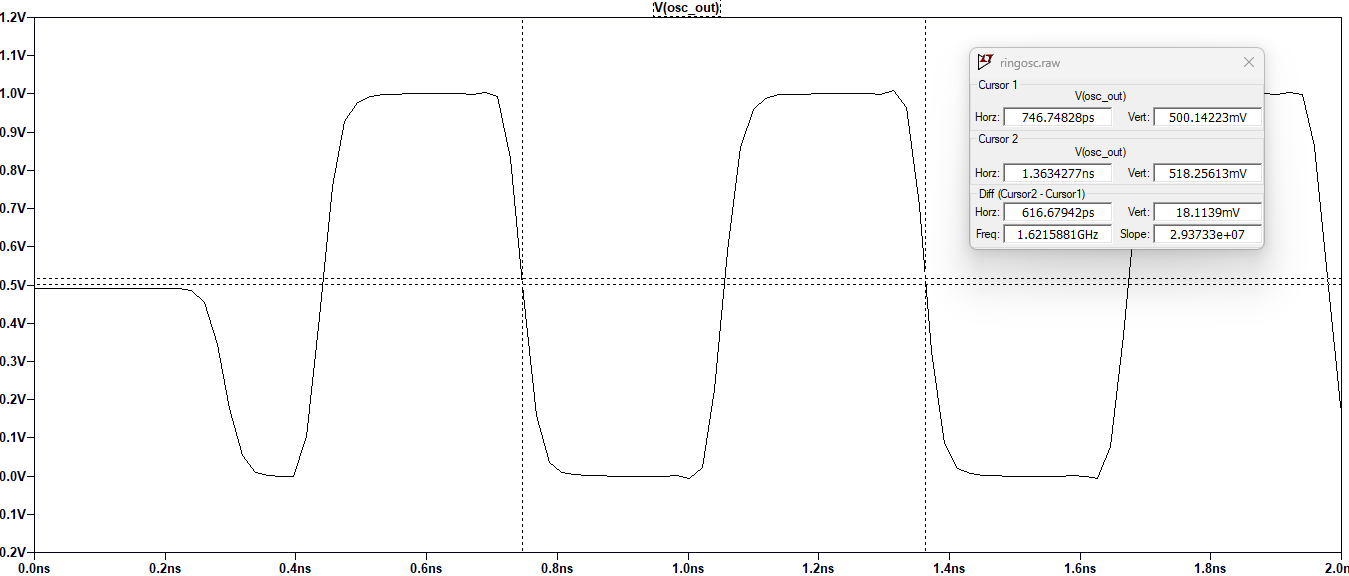 V(osc_out)
1.2V
1.1V
1.0V
0.9V
0.8V
0.7V
0.6V
0.5V
0.4V
0.3V
0.2V
0.1V
0.0V
0.1V
0.2V
0.0ns 0.2ns 0.4ns 0.6ns 0.8ns 1.0ns 1.2ns 1.4ns 1.6ns 1.8ns 2.0n
ringosc.raw
Cursor 1
V(osc_out)
Horz: 746.74828ps Vert: 500.14223mV
Cursor 2
V(osc_out)
Horz: 1.3634277ns Vert: 518.25613mV
Diff (Cursor2 - Cursor1)
Horz: 616.67942ps Vert: 18.1139mV
Freq: 1.6215881GHz Slope: 2.93733e+07